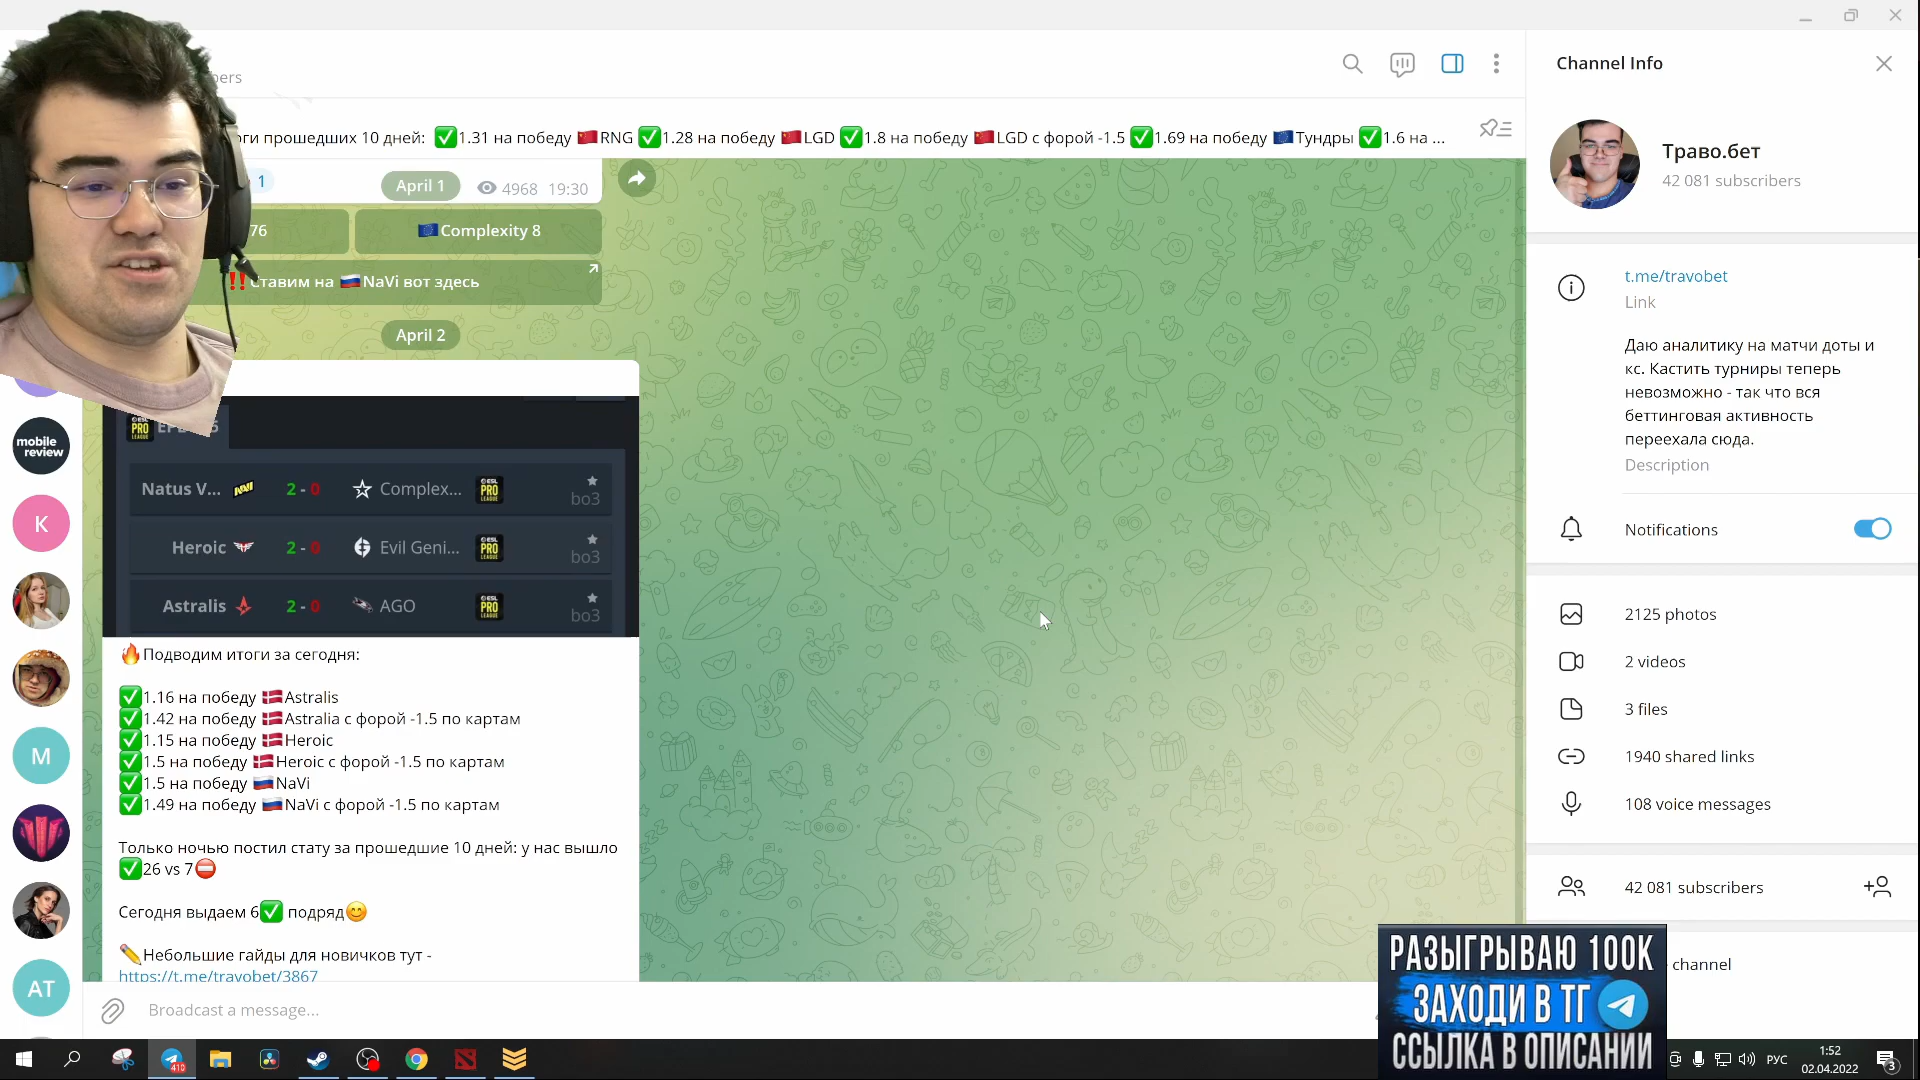 bers
оги прошедших 10 дней: ✅1.31 на победу 🇨🇳RNG ✅1.28 на победу 🇨🇳LGD ✅1.8 на победу 🇨🇳LGD с форой -1.5 ✅1.69 на победу 🇪🇺Тундры ✅1.6 на ...
1
April 1
4968 19:30
76
🇪🇺Complexity 8
‼️Ставим на 🇷🇺NaVi вот здесь
April 2
Natus V... 2 - 0 Complex... bo3
Heroic 2 - 0 Evil Geni... bo3
Astralis 2 - 0 AGO bo3
🔥Подводим итоги за сегодня:
✅1.16 на победу 🇩🇰Astralis
✅1.42 на победу 🇩🇰Astralia с форой -1.5 по картам
✅1.15 на победу 🇩🇰Heroic
✅1.5 на победу 🇩🇰Heroic с форой -1.5 по картам
✅1.5 на победу 🇷🇺NaVi
✅1.49 на победу 🇷🇺NaVi с форой -1.5 по картам
Только ночью постил стату за прошедшие 10 дней: у нас вышло
✅26 vs 7⛔
Сегодня выдаем 6✅ подряд😊
✏️Небольшие гайды для новичков тут -
https://t.me/travobet/3867
Broadcast a message...
mobile
review
K
M
AT
Channel Info
Траво.бет
42 081 subscribers
t.me/travobet
Link
Даю аналитику на матчи доты и
кс. Кастить турниры теперь
невозможно - так что вся
беттинговая активность
переехала сюда.
Description
Notifications
2125 photos
2 videos
3 files
1940 shared links
108 voice messages
42 081 subscribers
channel
РАЗЫГРЫВАЮ 100К
ЗАХОДИ В ТГ
ССЫЛКА В ОПИСАНИИ
410
РУС
1:52
02.04.2022
3